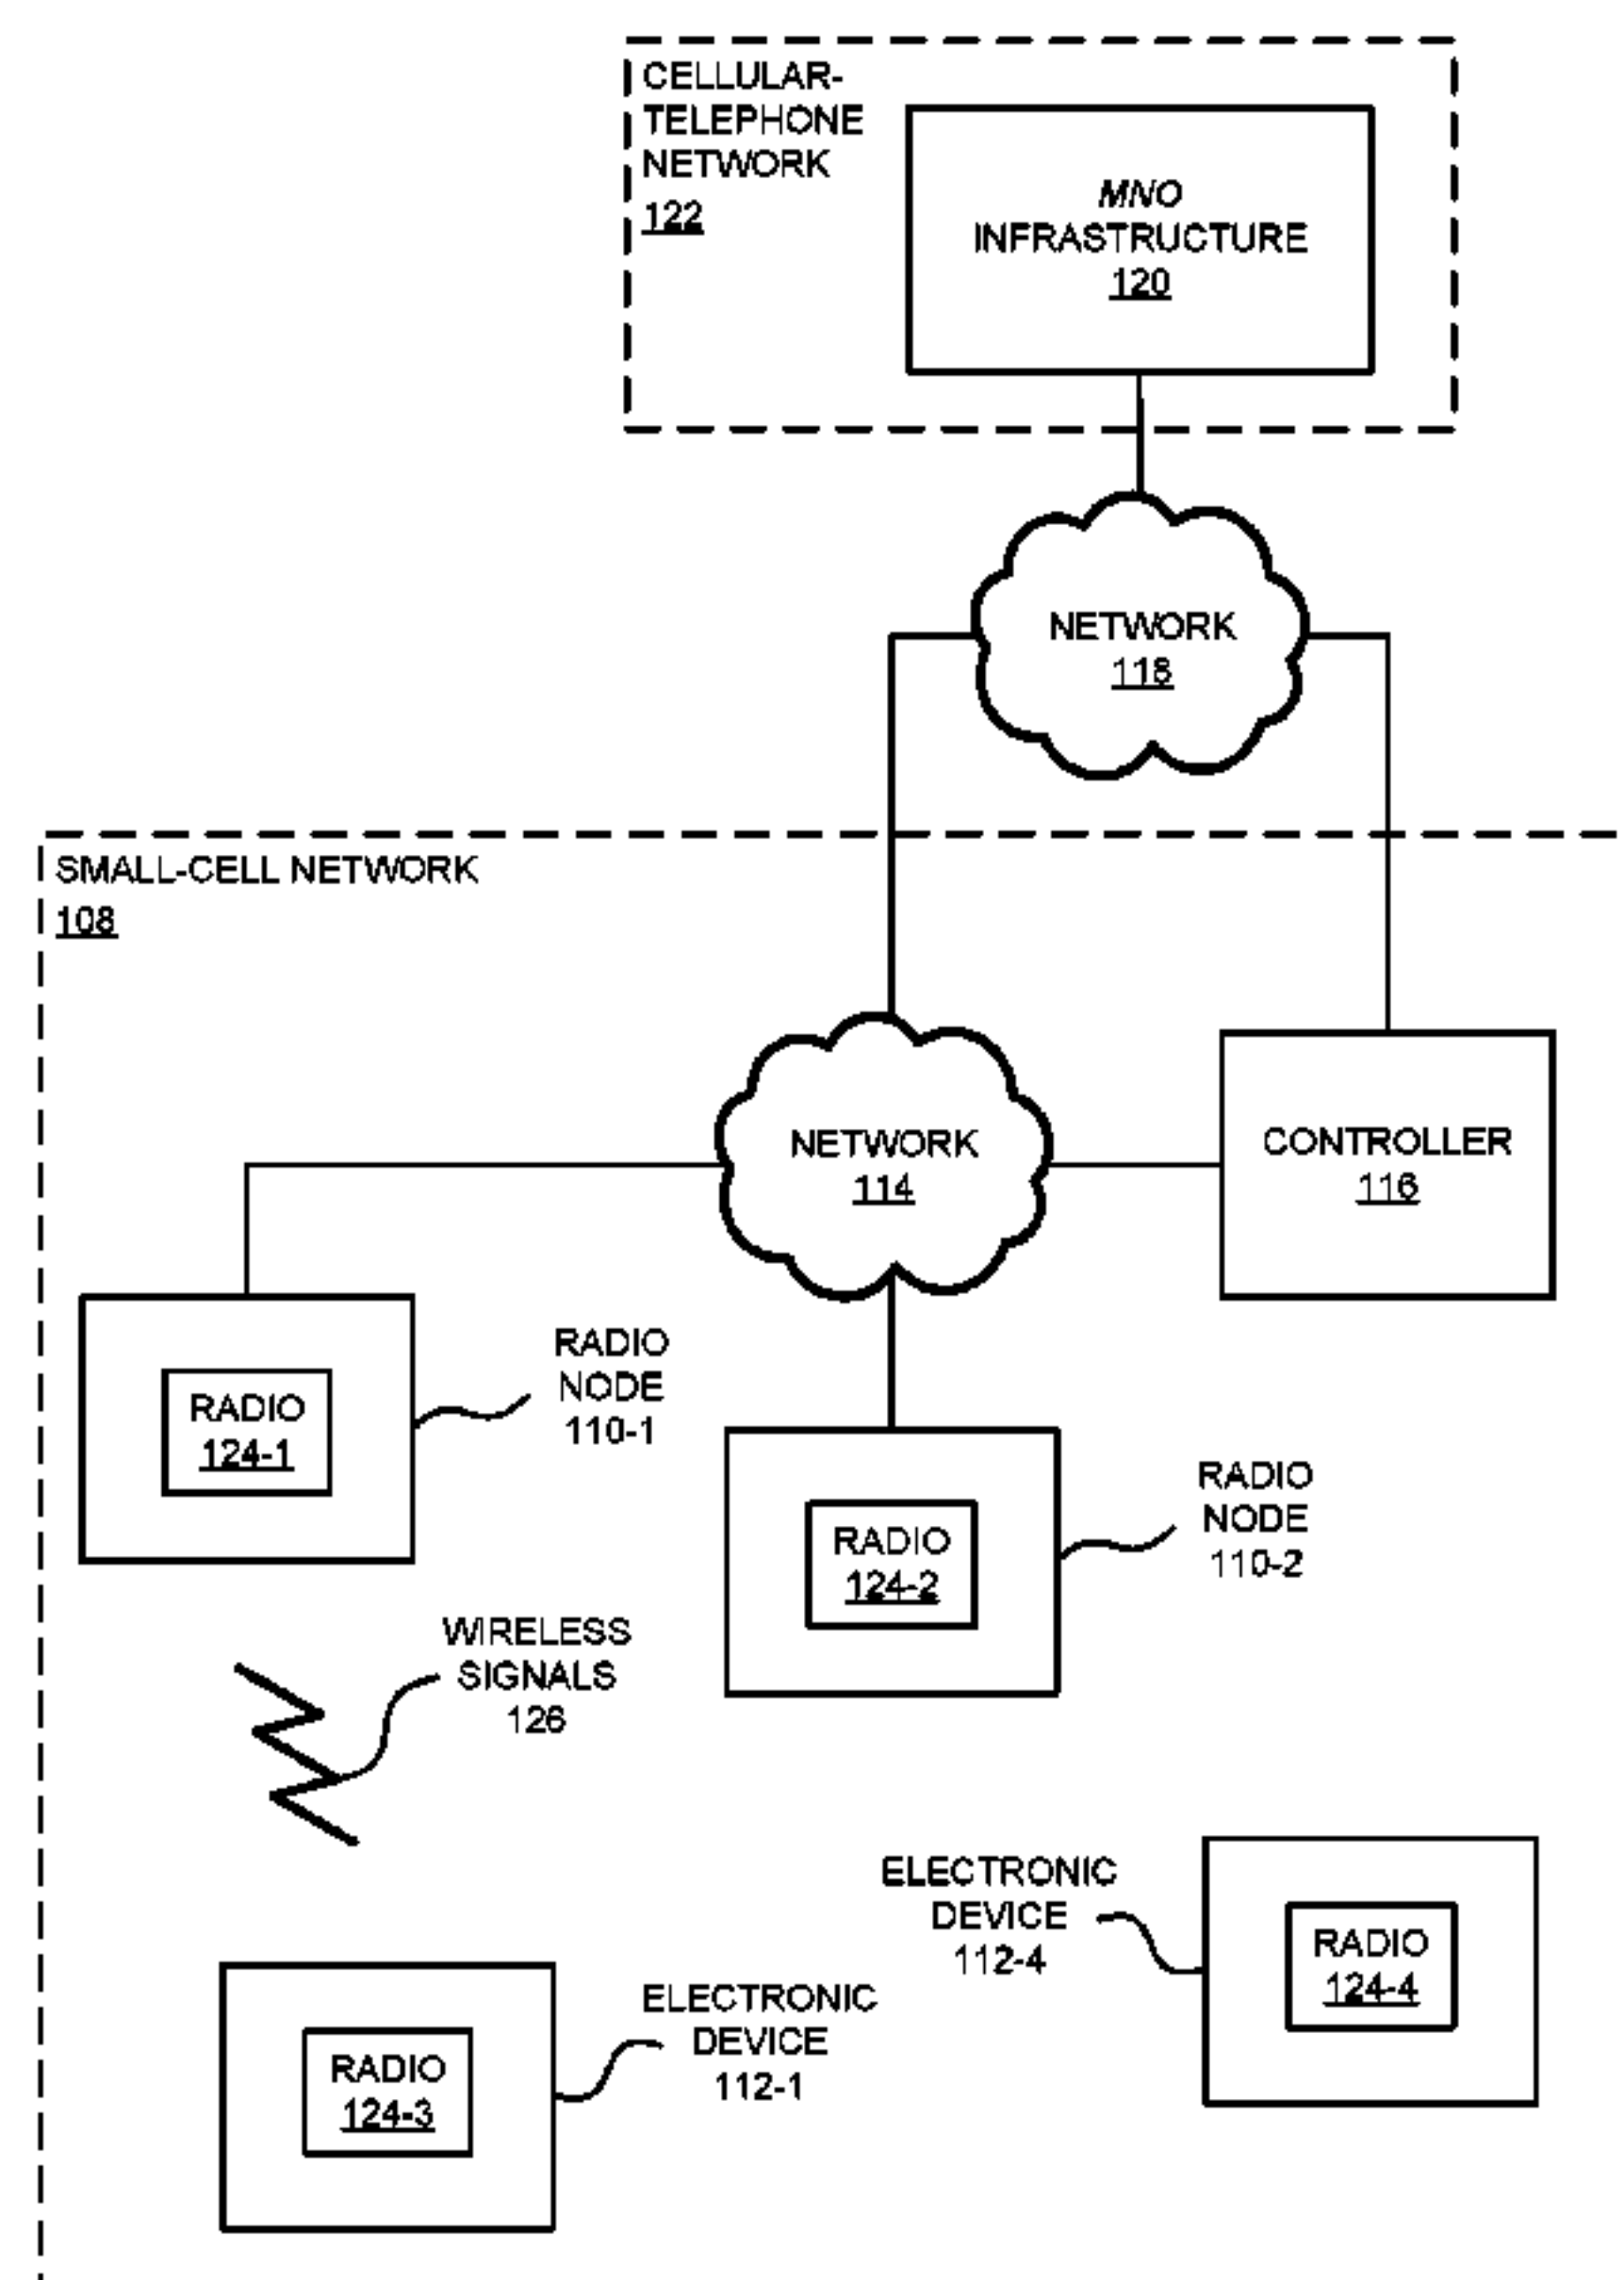 CELLULAR-
TELEPHONE
NETWORK
122
MNO
INFRASTRUCTURE
120
NETWORK
118
SMALL-CELL NETWORK
108
NETWORK
114
CONTROLLER
116
RADIO
NODE
110-1
RADIO
124-1
RADIO
NODE
110-2
RADIO
124-2
WIRELESS
SIGNALS
126
ELECTRONIC
DEVICE
112-4
RADIO
124-4
ELECTRONIC
DEVICE
112-1
RADIO
124-3